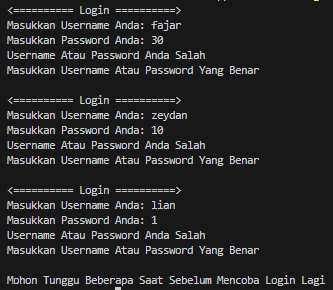 <========== Login ==========>
Masukkan Username Anda: fajar
Masukkan Password Anda: 30
Username Atau Password Anda Salah
Masukkan Username Atau Password Yang Benar
<========== Login ==========>
Masukkan Username Anda: zeydan
Masukkan Password Anda: 10
Username Atau Password Anda Salah
Masukkan Username Atau Password Yang Benar
<========== Login ==========>
Masukkan Username Anda: lian
Masukkan Password Anda: 1
Username Atau Password Anda Salah
Masukkan Username Atau Password Yang Benar
Mohon Tunggu Beberapa Saat Sebelum Mencoba Login Lagi